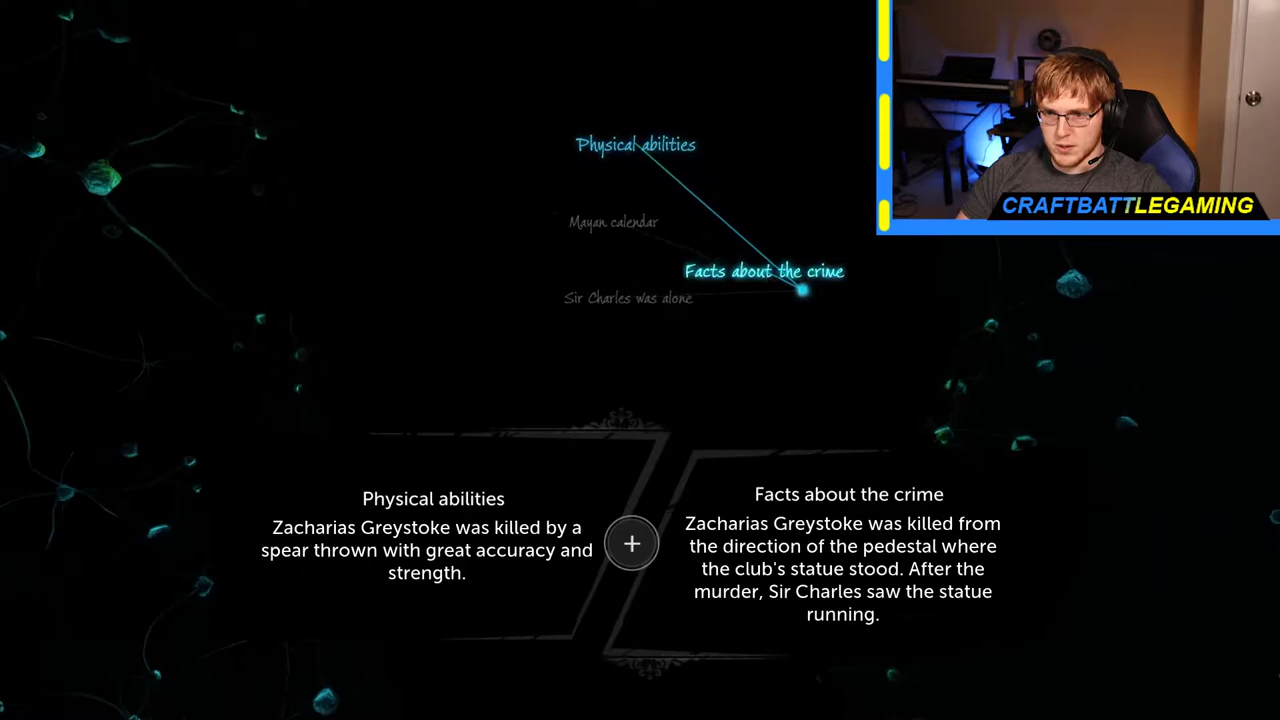 CRAFTBATTLEGAMING
Physical abilities
Mayan calendar
Facts about the crime
Sir Charles was alone
Physical abilities
Zacharias Greystoke was killed by a
spear thrown with great accuracy and
strength.
+
Facts about the crime
Zacharias Greystoke was killed from
the direction of the pedestal where
the club's statue stood. After the
murder, Sir Charles saw the statue
running.